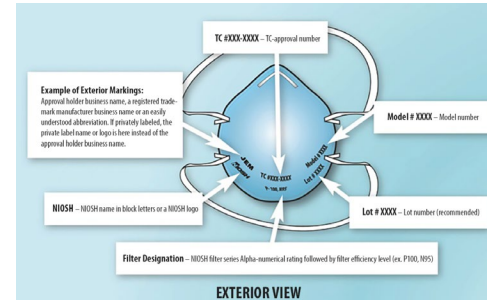 TC #XXX-XXXX – TC-approval number
Example of Exterior Markings:
Approval holder business name, a registered trade-
mark murketer business name or an easily
understood abbreviation. If privately labeled, the
private label name or logo is here instead of the
approval holder business name.
Model # XXXX – Model number
JKM
TC #XXX-XXXX
Model # XXXX
Lot # XXXX
NIOSH – NIOSH name in block letters or a NIOSH logo
Lot # XXXX – Lot number (recommended)
Filter Designation – NIOSH filter series Alpha-numerical rating followed by filter efficiency level (ex. P100, N95)
EXTERIOR VIEW